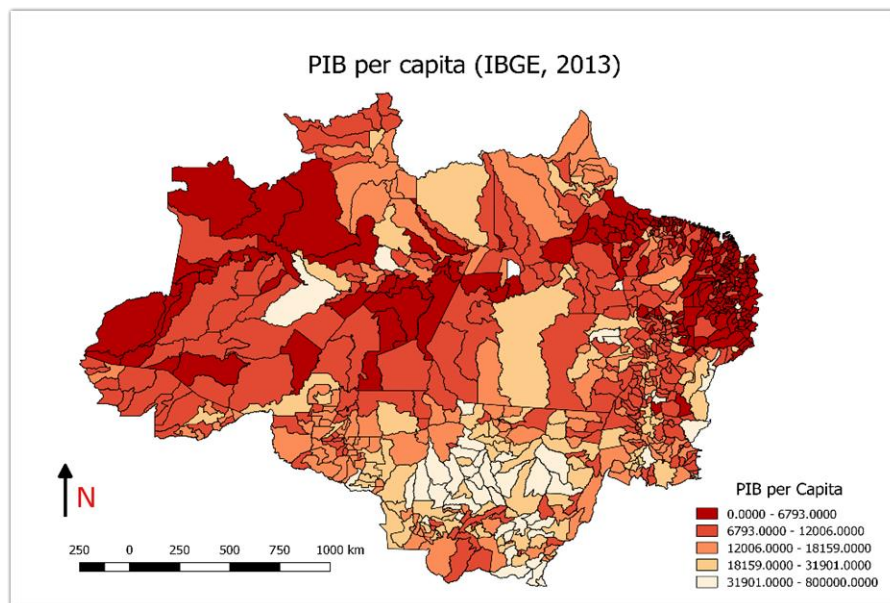 PIB per capita (IBGE, 2013)
N
250 0 250 500 750 1000 km
PIB per Capita
0.0000 - 6793.0000
6793.0000 - 12006.0000
12006.0000 - 18159.0000
18159.0000 - 31901.0000
31901.0000 - 800000.0000